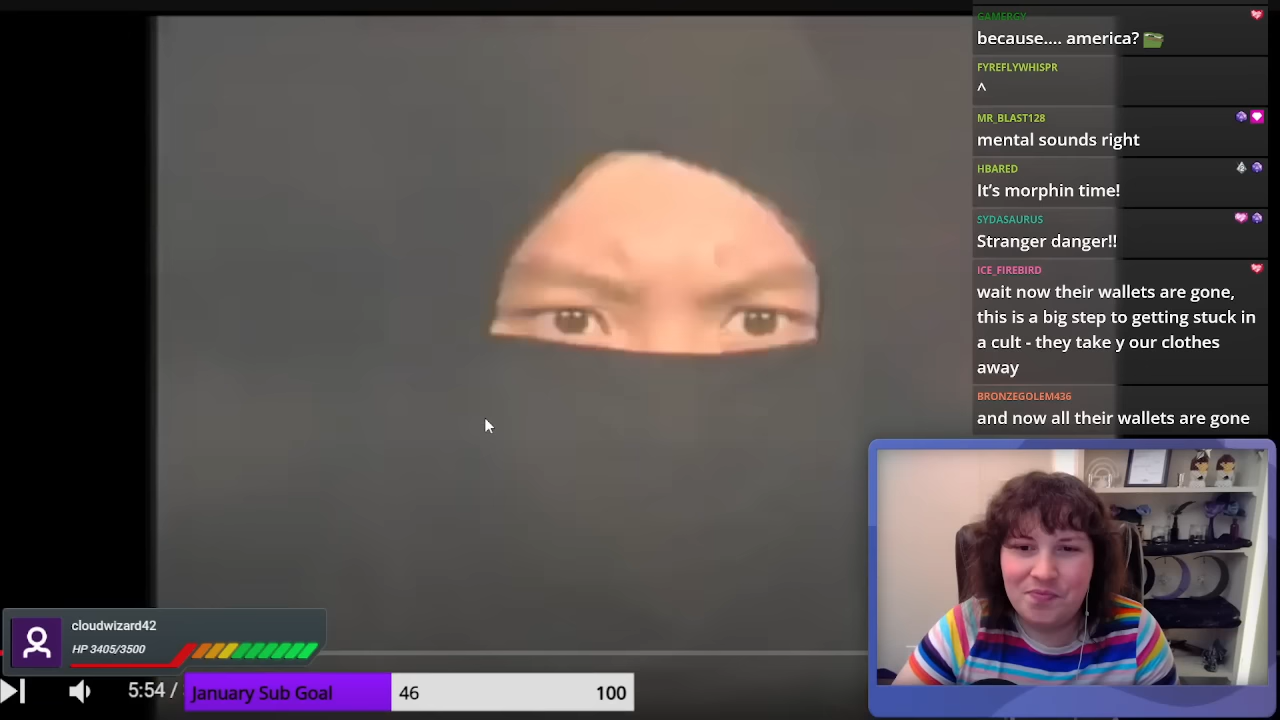 GAMERGY
because.... america?
FYREFLYWHISPR
^
MR_BLAST128
mental sounds right
HBARED
It's morphin time!
SYDASAURUS
Stranger danger!!
ICE_FIREBIRD
wait now their wallets are gone,
this is a big step to getting stuck in
a cult - they take y our clothes
away
BRONZEGOLEM436
and now all their wallets are gone
cloudwizard42
HP 3405/3500
5:54 /
January Sub Goal 46 100